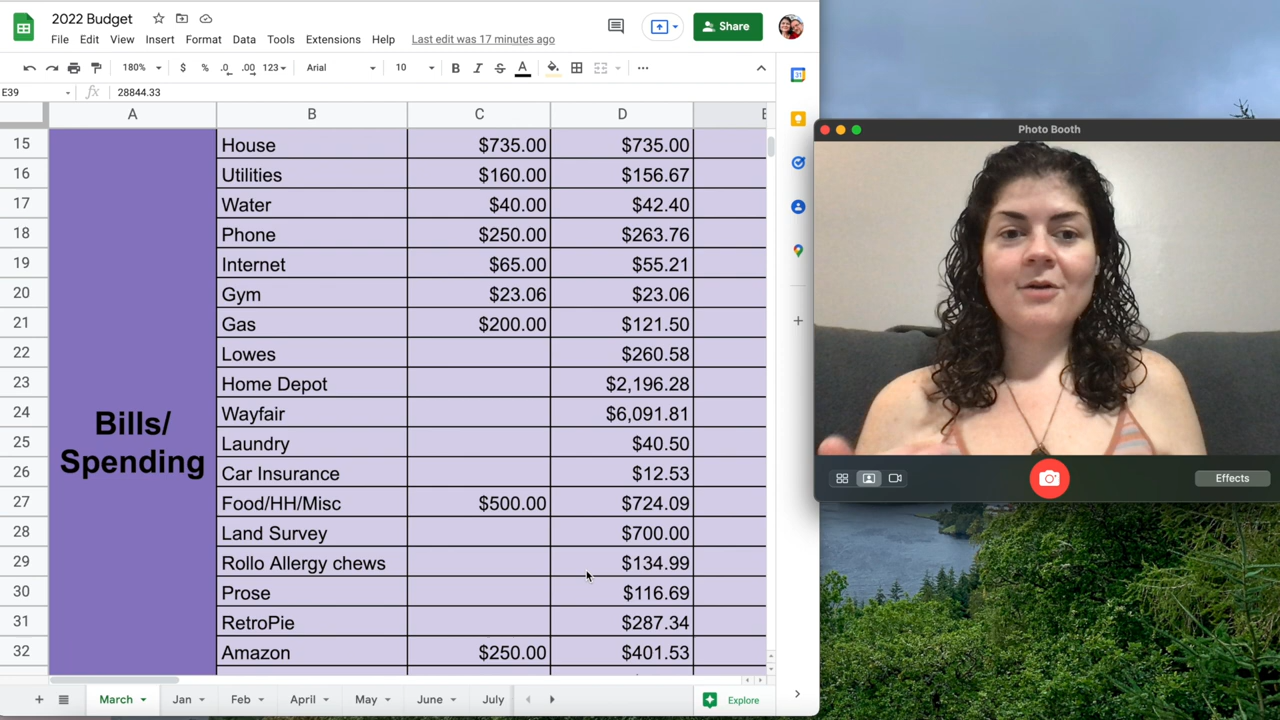 2022 Budget
Share
File Edit View Insert Format Data Tools Extensions Help Last edit was 17 minutes ago
180% $ % .0 .00 123 Arial 10 B I S A
E39 fx 28844.33
A B C D E
15 House $735.00 $735.00
16 Utilities $160.00 $156.67
17 Water $40.00 $42.40
18 Phone $250.00 $263.76
19 Internet $65.00 $55.21
20 Gym $23.06 $23.06
21 Gas $200.00 $121.50
22 Lowes $260.58
23 Home Depot $2,196.28
24 Wayfair $6,091.81
25 Laundry $40.50
26 Car Insurance $12.53
27 Food/HH/Misc $500.00 $724.09
28 Land Survey $700.00
29 Rollo Allergy chews $134.99
30 Prose $116.69
31 RetroPie $287.34
32 Amazon $250.00 $401.53
Bills/
Spending
March Jan Feb April May June July Explore
31
Photo Booth
Effects